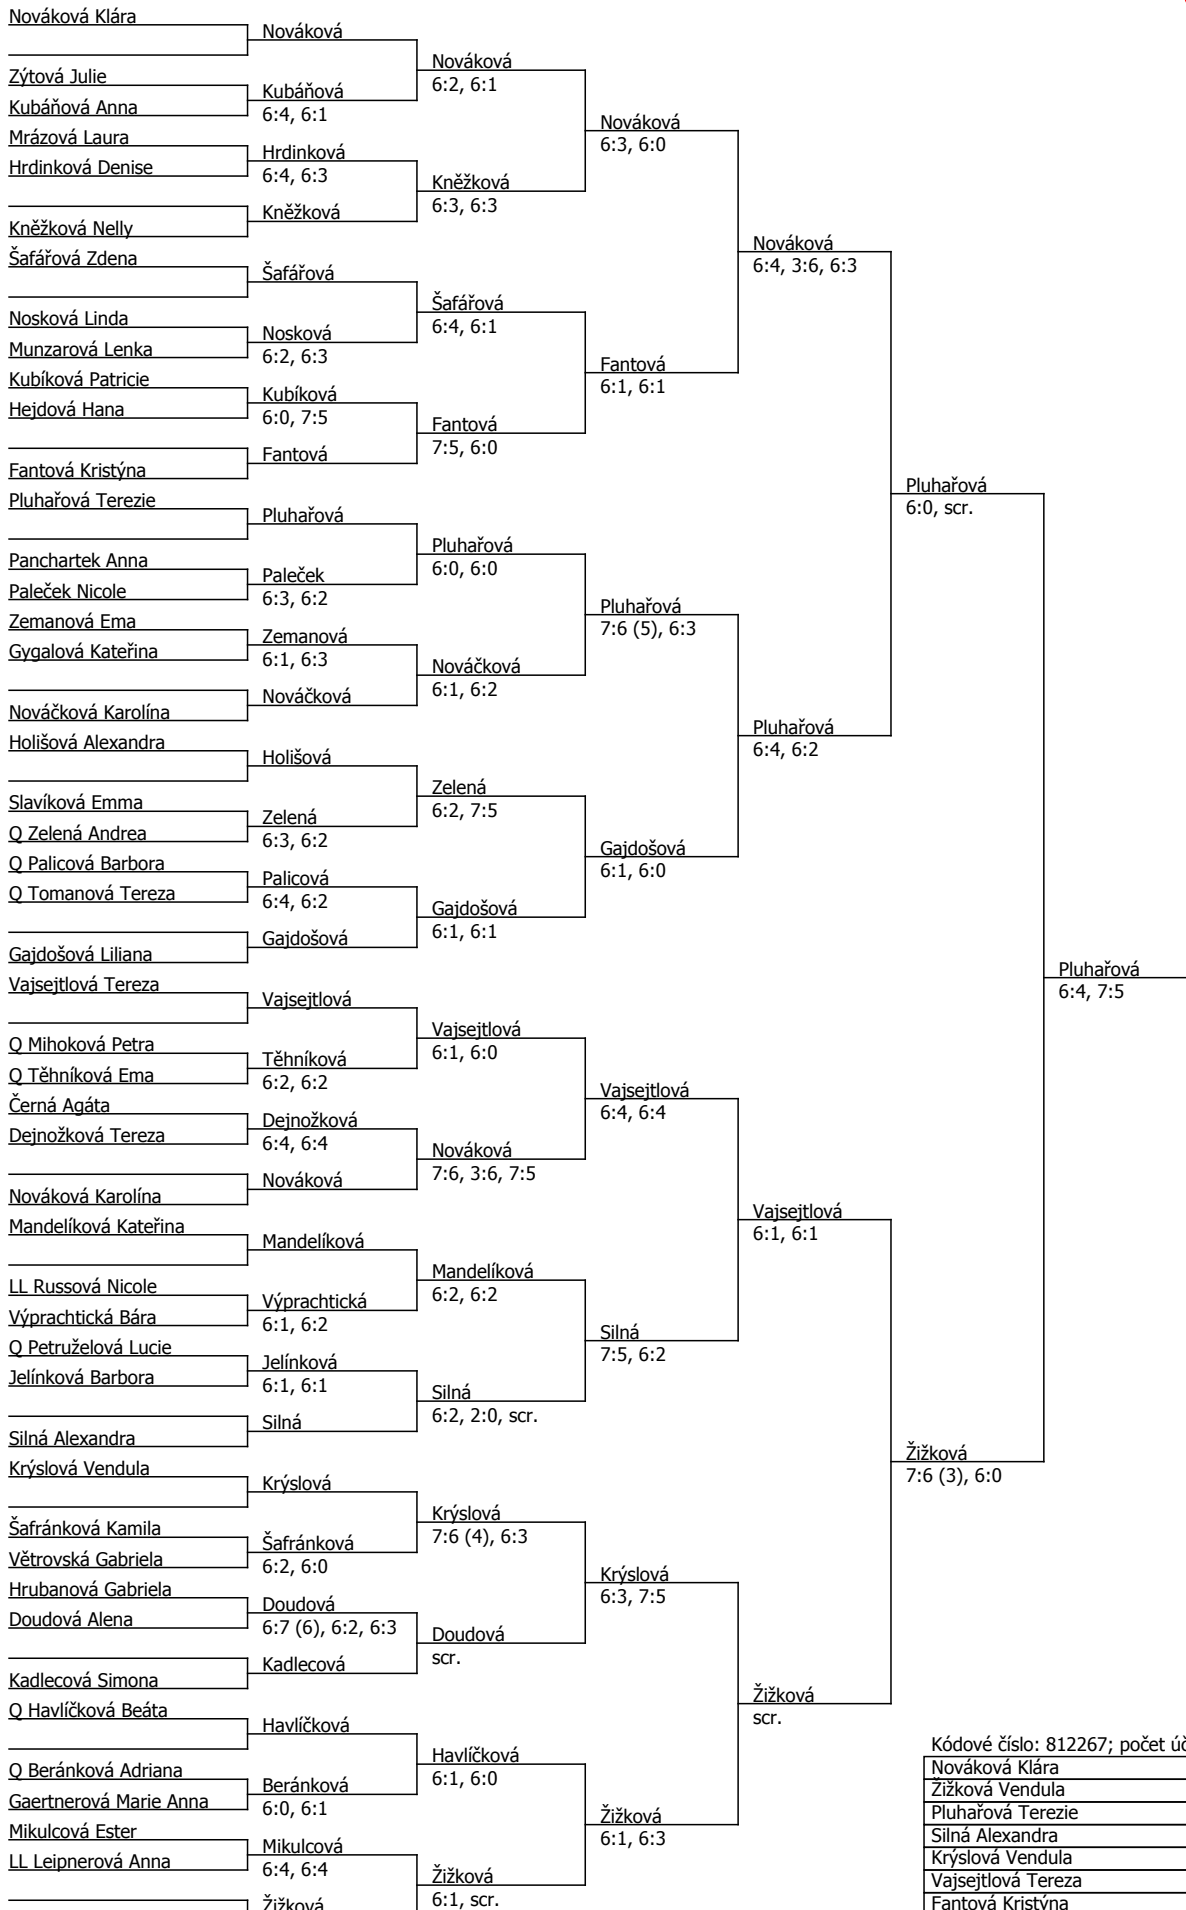 Nováková Klára
Zýtová Julie
Kubáňová Anna
Mrázová Laura
Hrdinková Denise
Kněžková Nelly
Šafářová Zdena
Nosková Linda
Munzarová Lenka
Kubíková Patricie
Hejdová Hana
Fantová Kristýna
Pluhařová Terezie
Panchartek Anna
Paleček Nicole
Zemanová Ema
Gygalová Kateřina
Nováčková Karolína
Holišová Alexandra
Slavíková Emma
Q Zelená Andrea
Q Palicová Barbora
Q Tomanová Tereza
Gajdošová Liliana
Vajsejtlová Tereza
Q Mihoková Petra
Q Těhníková Ema
Černá Agáta
Dejnožková Tereza
Nováková Karolína
Mandelíková Kateřina
LL Russová Nicole
Výprachtická Bára
Q Petruželová Lucie
Jelínková Barbora
Silná Alexandra
Krýslová Vendula
Šafránková Kamila
Větrovská Gabriela
Hrubanová Gabriela
Doudová Alena
Kadlecová Simona
Q Havlíčková Beáta
Q Beránková Adriana
Gaertnerová Marie Anna
Mikulcová Ester
LL Leipnerová Anna
Nováková
Kubáňová
6:4, 6:1
Hrdinková
6:4, 6:3
Kněžková
Šafářová
Nosková
6:2, 6:3
Kubíková
6:0, 7:5
Fantová
Pluhařová
Paleček
6:3, 6:2
Zemanová
6:1, 6:3
Nováčková
Holišová
Zelená
6:3, 6:2
Palicová
6:4, 6:2
Gajdošová
Vajsejtlová
Těhníková
6:2, 6:2
Dejnožková
6:4, 6:4
Nováková
Mandelíková
Výprachtická
6:1, 6:2
Jelínková
6:1, 6:1
Silná
Krýslová
Šafránková
6:2, 6:0
Doudová
6:7 (6), 6:2, 6:3
Kadlecová
Havlíčková
Beránková
6:0, 6:1
Mikulcová
6:4, 6:4
Žižková
Nováková
6:2, 6:1
Kněžková
6:3, 6:3
Šafářová
6:4, 6:1
Fantová
7:5, 6:0
Pluhařová
6:0, 6:0
Nováčková
6:1, 6:2
Zelená
6:2, 7:5
Gajdošová
6:1, 6:1
Vajsejtlová
6:1, 6:0
Nováková
7:6, 3:6, 7:5
Mandelíková
6:2, 6:2
Silná
6:2, 2:0, scr.
Krýslová
7:6 (4), 6:3
Doudová
scr.
Havlíčková
6:1, 6:0
Žižková
6:1, scr.
Nováková
6:3, 6:0
Fantová
6:1, 6:1
Pluhařová
7:6 (5), 6:3
Gajdošová
6:1, 6:0
Vajsejtlová
6:4, 6:4
Silná
7:5, 6:2
Krýslová
6:3, 7:5
Žižková
6:1, 6:3
Nováková
6:4, 3:6, 6:3
Pluhařová
6:4, 6:2
Vajsejtlová
6:1, 6:1
Žižková
scr.
Pluhařová
6:0, scr.
Žižková
7:6 (3), 6:0
Pluhařová
6:4, 7:5
Kódové číslo: 812267; počet úč
Nováková Klára
Žižková Vendula
Pluhařová Terezie
Silná Alexandra
Krýslová Vendula
Vajsejtlová Tereza
Fantová Kristýna